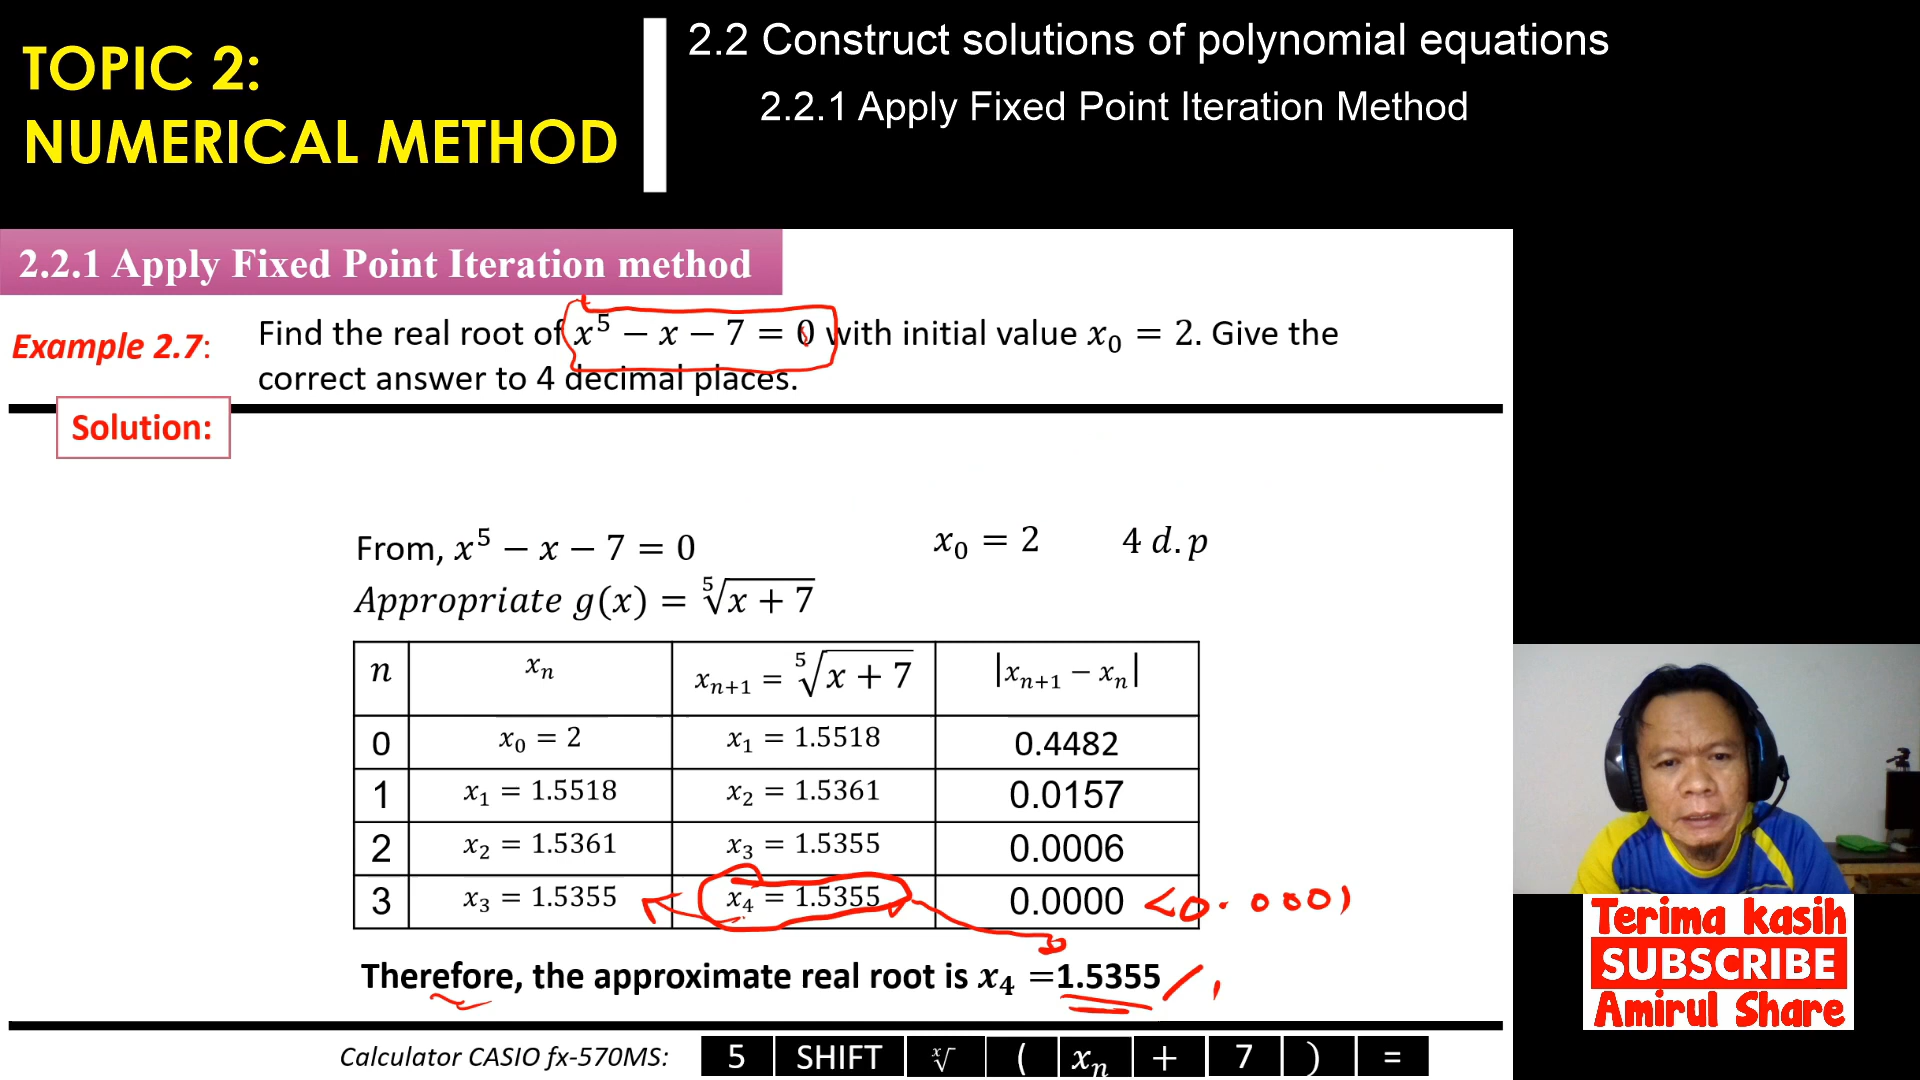 TOPIC 2:
NUMERICAL METHOD
2.2 Construct solutions of polynomial equations
2.2.1 Apply Fixed Point Iteration Method
2.2.1 Apply Fixed Point Iteration method
Example 2.7: Find the real root of x⁵ − x − 7 = 0 with initial value x₀ = 2. Give the
correct answer to 4 decimal places.
Solution:
From, x⁵ − x − 7 = 0 x₀ = 2 4 d.p
Appropriate g(x) = ⁵√(x + 7)
n xₙ xₙ₊₁ = ⁵√(x + 7) |xₙ₊₁ − xₙ|
0 x₀ = 2 x₁ = 1.5518 0.4482
1 x₁ = 1.5518 x₂ = 1.5361 0.0157
2 x₂ = 1.5361 x₃ = 1.5355 0.0006
3 x₃ = 1.5355 x₄ = 1.5355 0.0000 <0.0001
Therefore, the approximate real root is x₄ =1.5355
Calculator CASIO fx-570MS: 5 SHIFT ˣ√ ( xₙ + 7 ) =
Terima kasih
SUBSCRIBE
Amirul Share